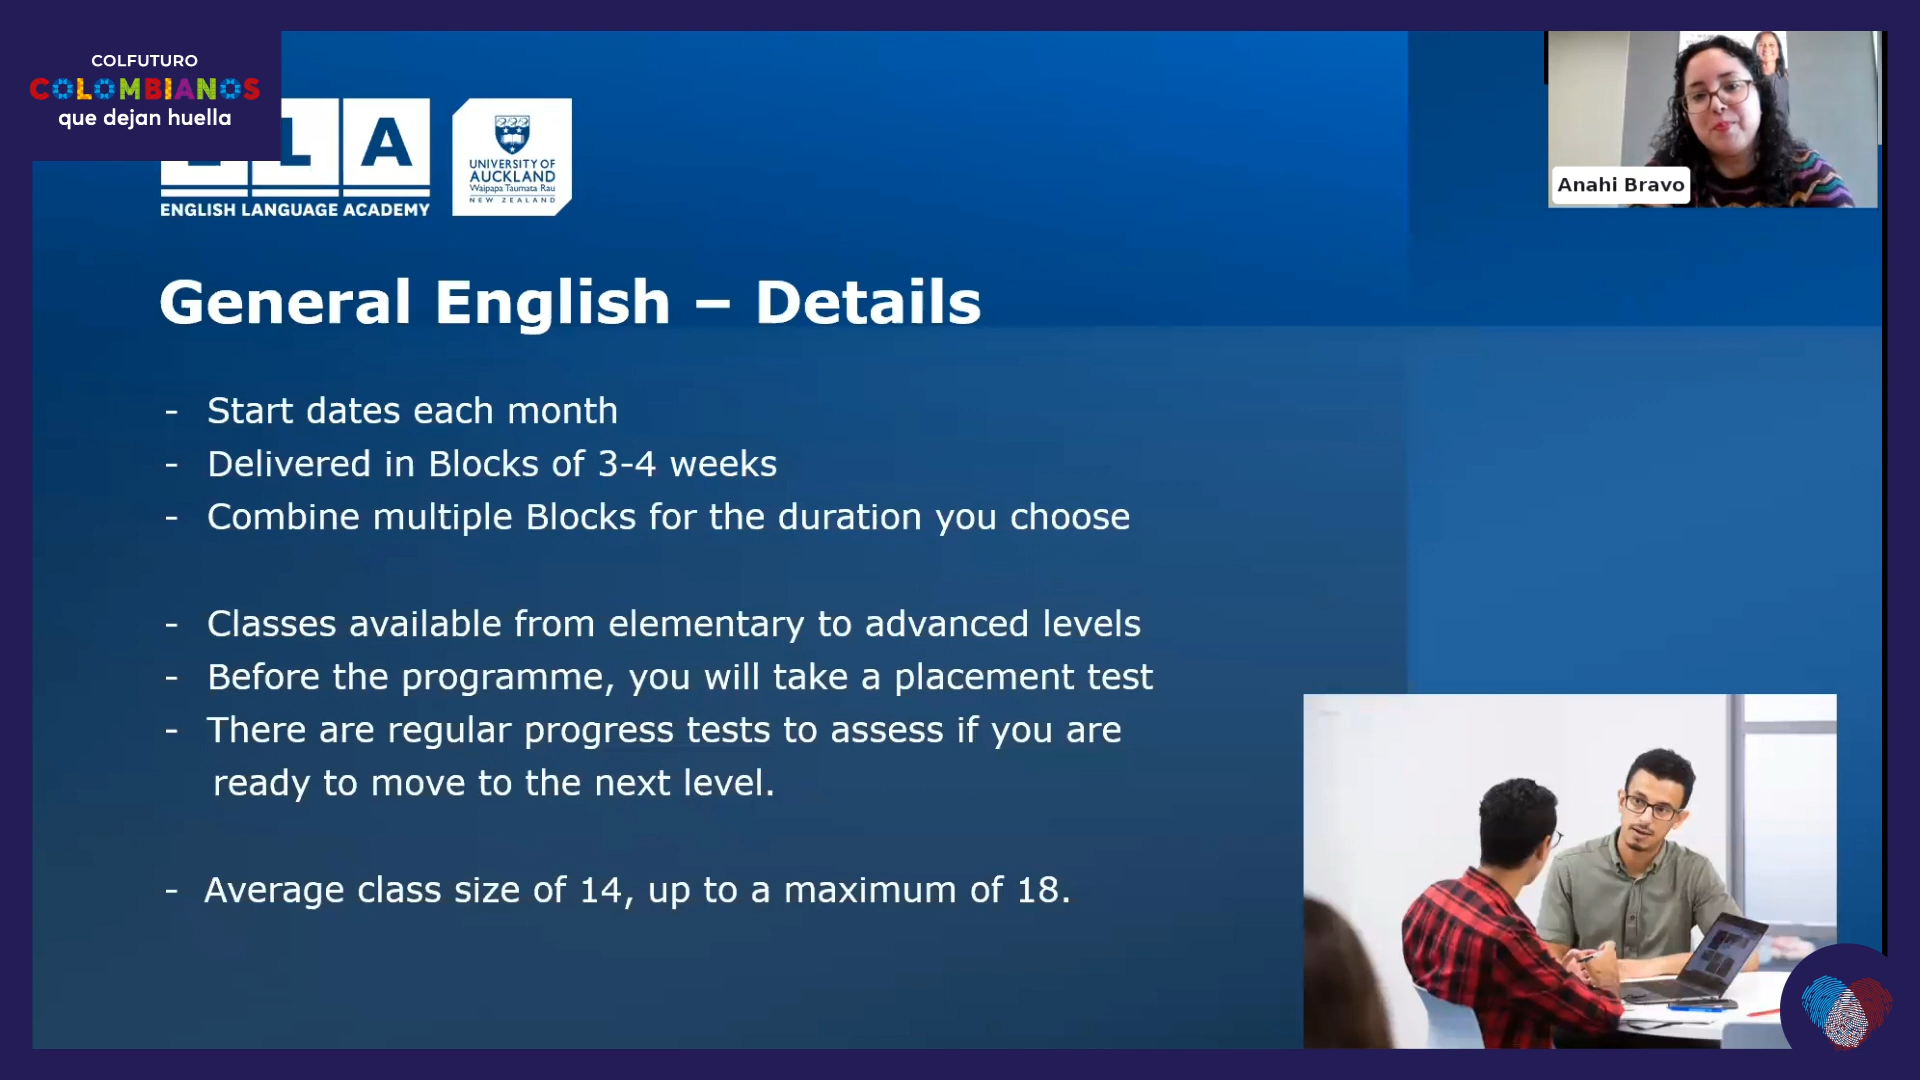 COLFUTURO
COLOMBIANOS
que dejan huella
A
ENGLISH LANGUAGE ACADEMY
UNIVERSITY OF
AUCKLAND
Waipapa Taumata Rau
NEW ZEALAND
Anahi Bravo
General English – Details
- Start dates each month
- Delivered in Blocks of 3-4 weeks
- Combine multiple Blocks for the duration you choose
- Classes available from elementary to advanced levels
- Before the programme, you will take a placement test
- There are regular progress tests to assess if you are
ready to move to the next level.
- Average class size of 14, up to a maximum of 18.